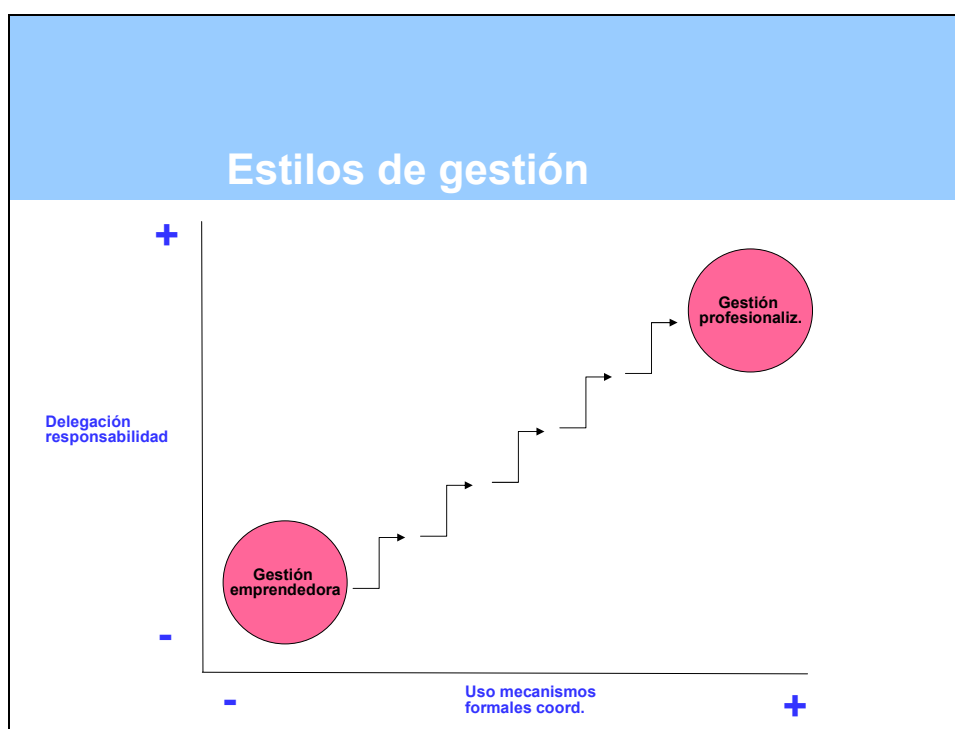 Estilos de gestión
+
Gestión
profesionaliz.
Delegación
responsabilidad
Gestión
emprendedora
-
-
Uso mecanismos
formales coord.
+